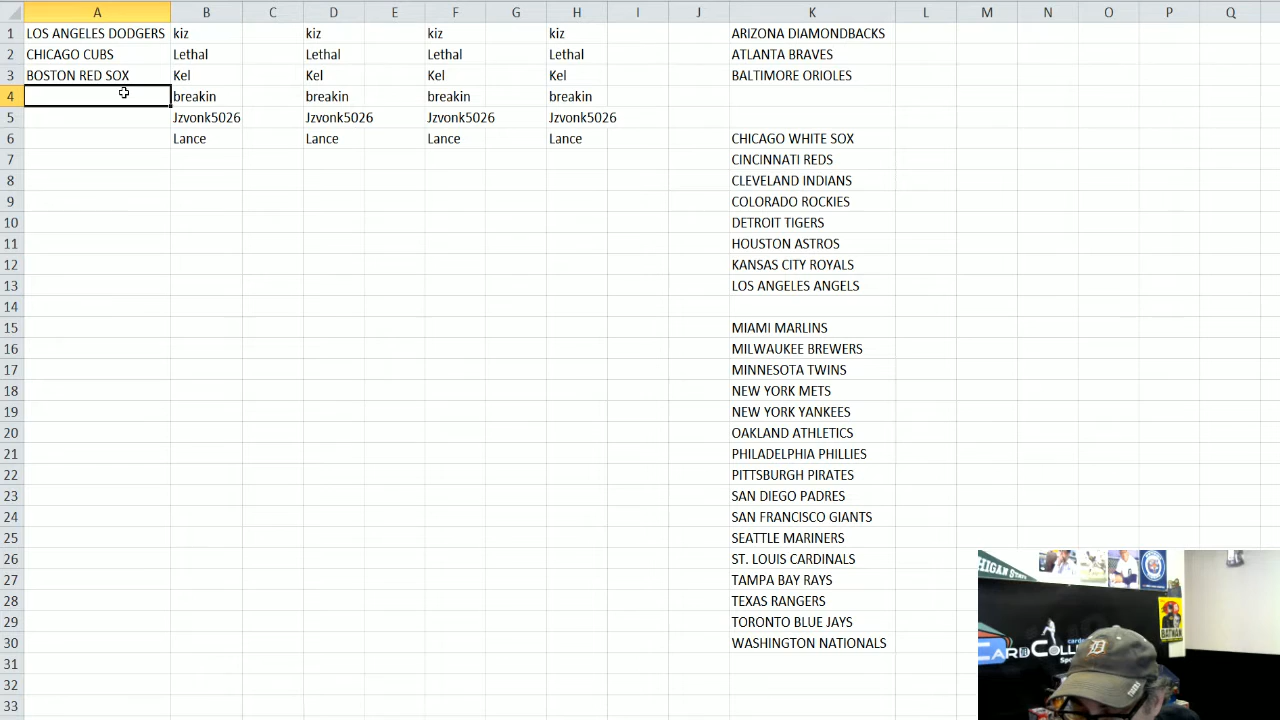 A B C D E F G H I J K L M N O P Q
1 LOS ANGELES DODGERS kiz kiz kiz kiz ARIZONA DIAMONDBACKS
2 CHICAGO CUBS Lethal Lethal Lethal Lethal ATLANTA BRAVES
3 BOSTON RED SOX Kel Kel Kel Kel BALTIMORE ORIOLES
4 breakin breakin breakin breakin
5 Jzvonk5026 Jzvonk5026 Jzvonk5026 Jzvonk5026
6 Lance Lance Lance Lance CHICAGO WHITE SOX
7 CINCINNATI REDS
8 CLEVELAND INDIANS
9 COLORADO ROCKIES
10 DETROIT TIGERS
11 HOUSTON ASTROS
12 KANSAS CITY ROYALS
13 LOS ANGELES ANGELS
14
15 MIAMI MARLINS
16 MILWAUKEE BREWERS
17 MINNESOTA TWINS
18 NEW YORK METS
19 NEW YORK YANKEES
20 OAKLAND ATHLETICS
21 PHILADELPHIA PHILLIES
22 PITTSBURGH PIRATES
23 SAN DIEGO PADRES
24 SAN FRANCISCO GIANTS
25 SEATTLE MARINERS
26 ST. LOUIS CARDINALS
27 TAMPA BAY RAYS
28 TEXAS RANGERS
29 TORONTO BLUE JAYS
30 WASHINGTON NATIONALS
31
32
33
BATMAN